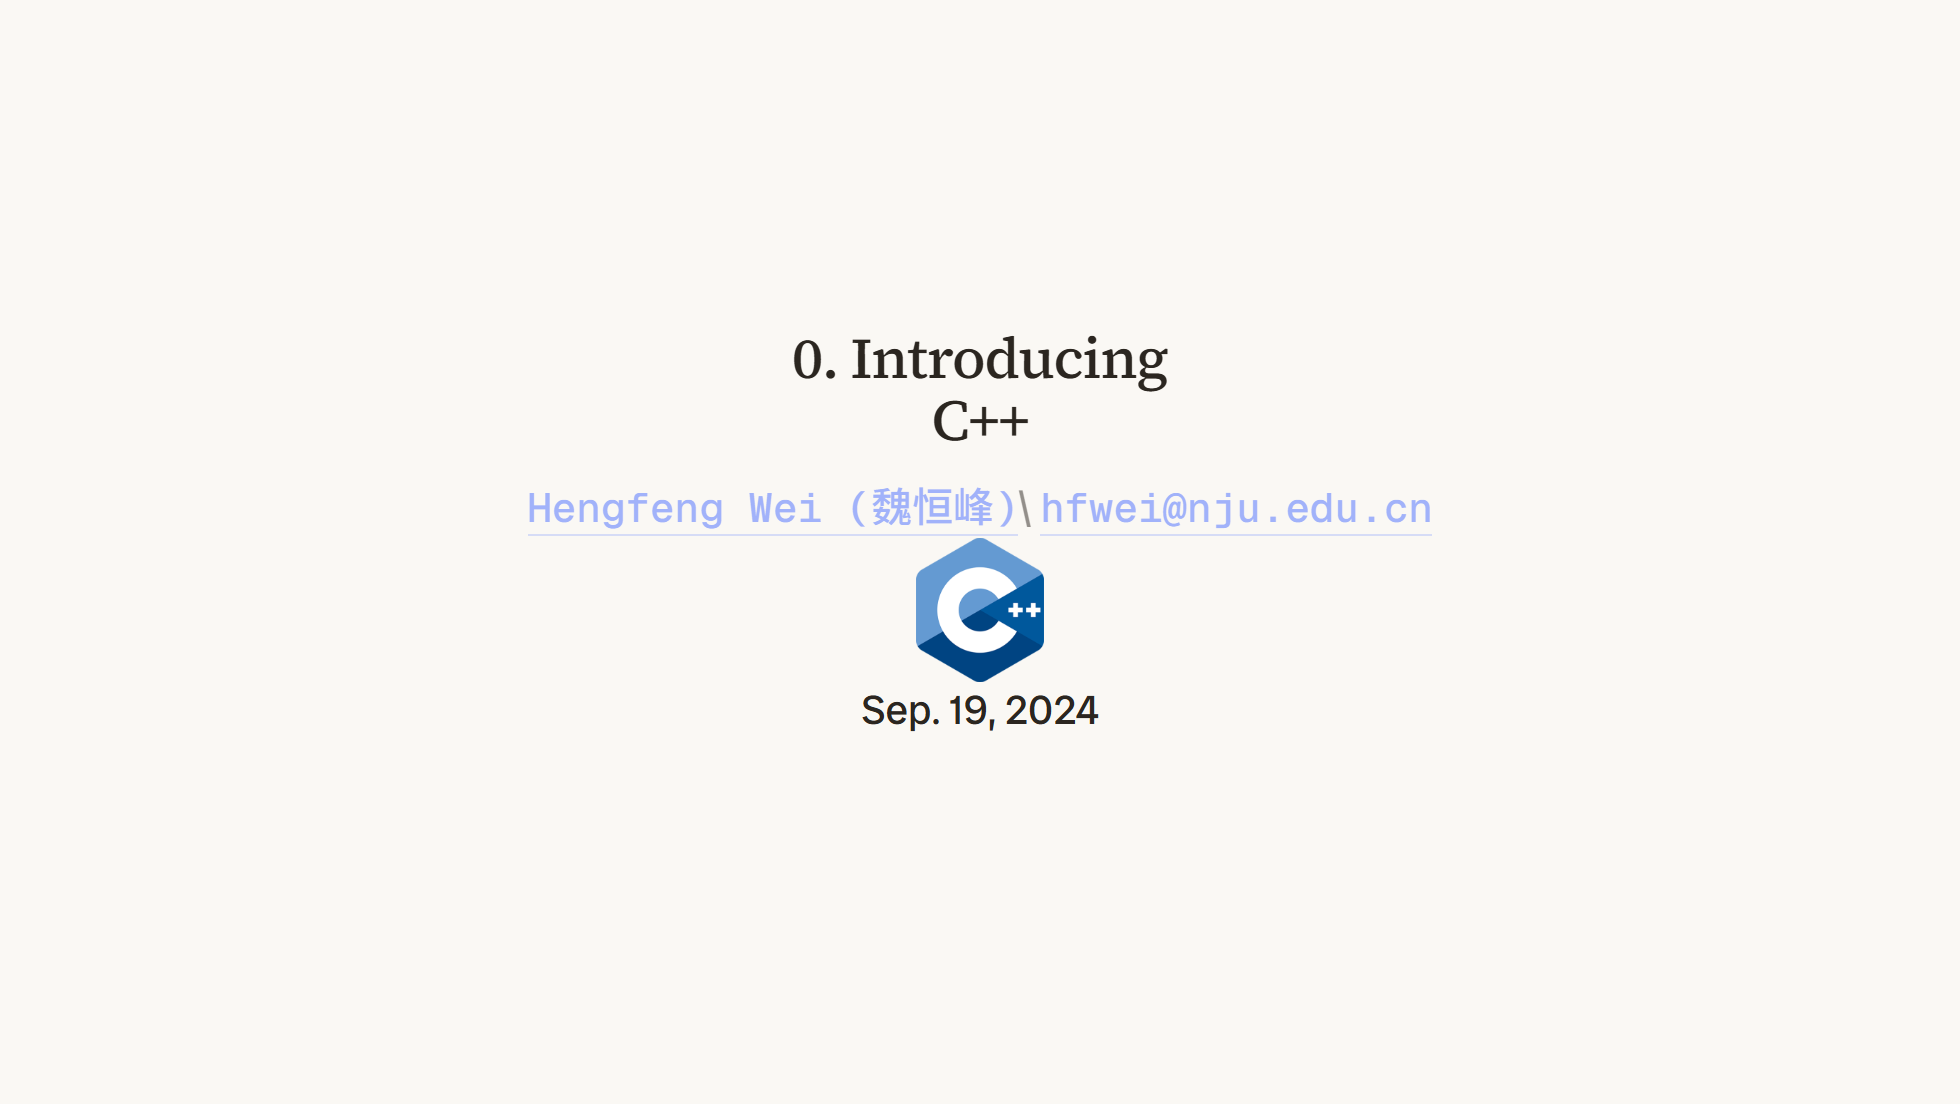 0. Introducing
C++
Hengfeng Wei (魏恒峰)\ hfwei@nju.edu.cn
C++
Sep. 19, 2024